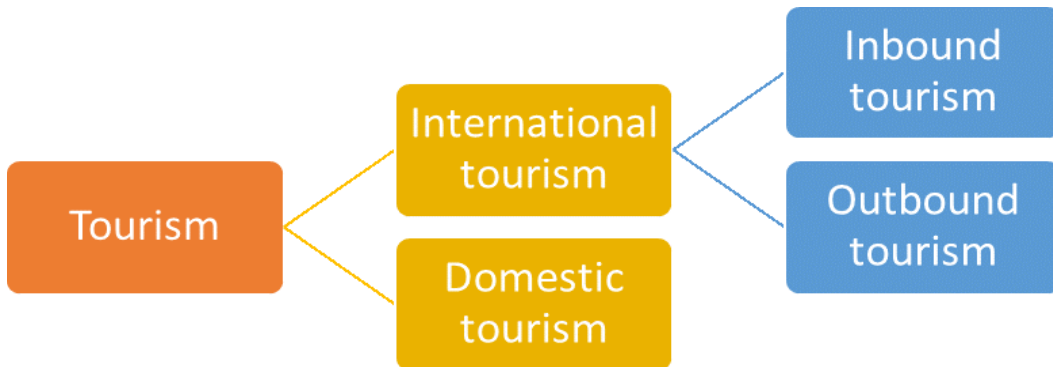 Tourism
International
tourism
Domestic
tourism
Inbound
tourism
Outbound
tourism